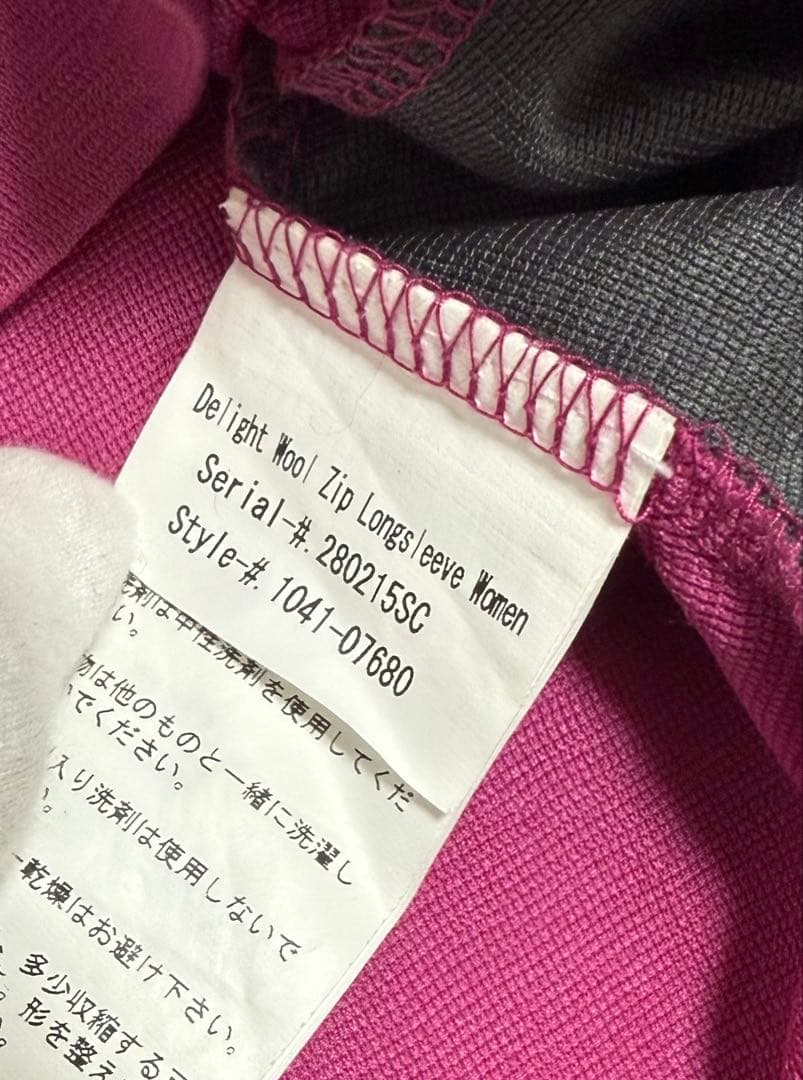 Delight Wool Zip Longsleeve Women
Serial-#. 280215SC
Style-#. 1041-07680
洗剤は中性洗剤を使用してくだ
い。
物は他のものと一緒に洗濯し
でください。
入り洗剤は使用しないで
乾燥はお避け下さい。
多少収縮する
形を整え